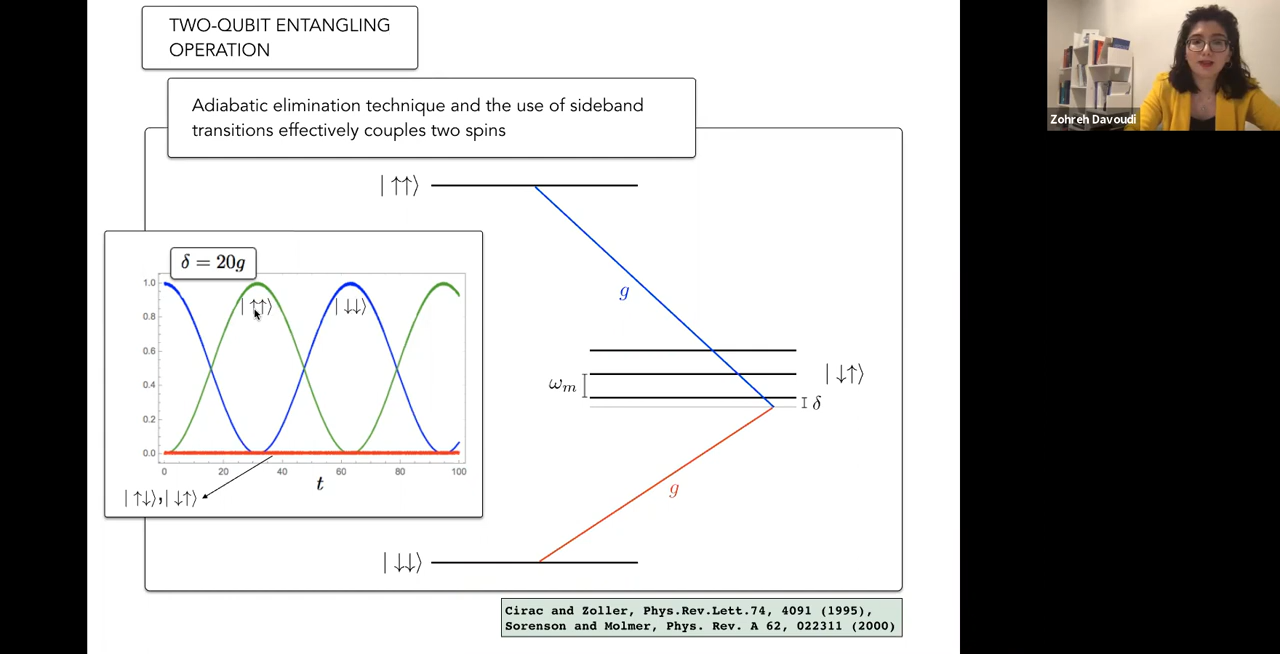 TWO-QUBIT ENTANGLING
OPERATION
Adiabatic elimination technique and the use of sideband
transitions effectively couples two spins
Zohreh Davoudi
| ↑↑⟩
g
δ = 20g
1.0
0.8
0.6
0.4
0.2
0.0
| ↑↑⟩
| ↓↓⟩
0
20
40
60
80
100
t
| ↑↓⟩,| ↓↑⟩
ωm
| ↓↑⟩
δ
g
| ↓↓⟩
Cirac and Zoller, Phys.Rev.Lett.74, 4091 (1995),
Sorenson and Molmer, Phys. Rev. A 62, 022311 (2000)